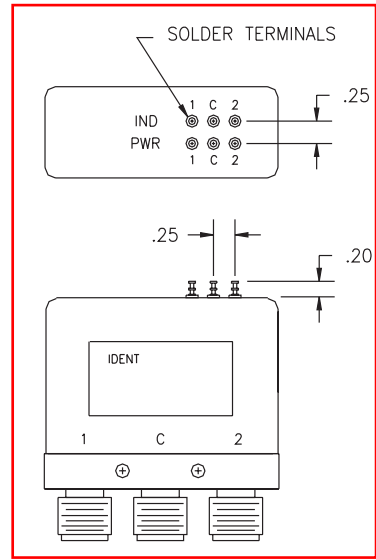 SOLDER TERMINALS
1 C 2
IND
PWR
1 C 2
.25
.25
.20
IDENT
1 C 2